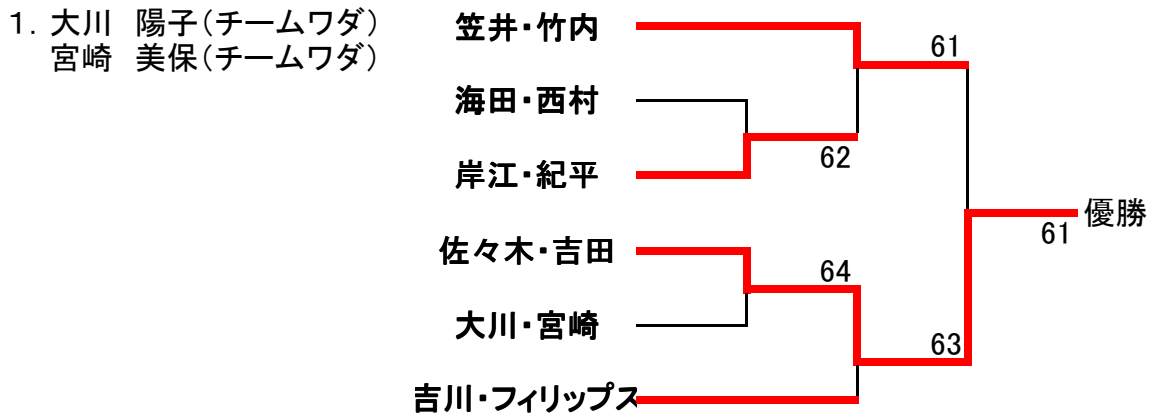 1. 大川　陽子(チームワダ)
宮崎　美保(チームワダ)
笠井・竹内
61
海田・西村
62
岸江・紀平
優勝
61
佐々木・吉田
64
大川・宮崎
63
吉川・フィリップス